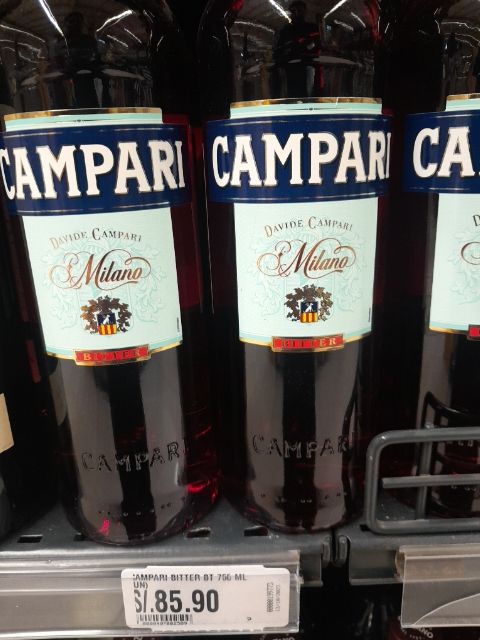 CAMPARI
DAVIDE CAMPARI
Milano
BITTER
CAMPARI
CAMPARI
DAVIDE CAMPARI
Milano
BITTER
CAMPARI
CA
D
CAMPARI BITTER BT 750 ML
UN)
S/.85.90